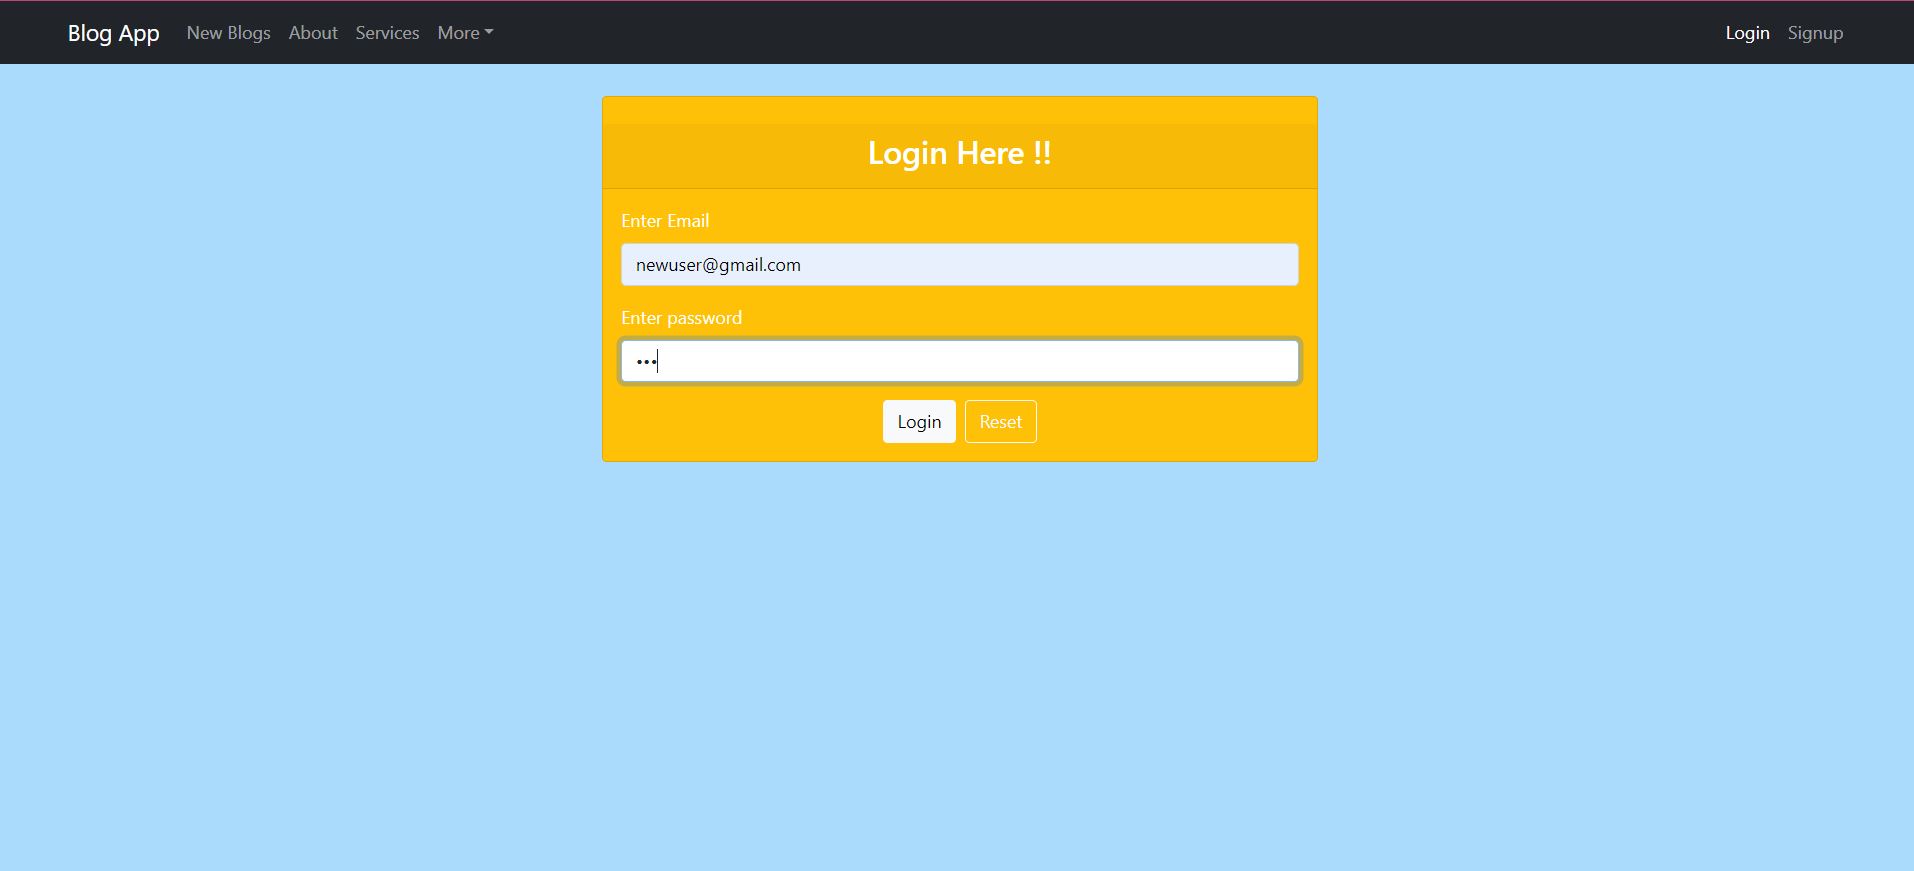 Blog App New Blogs About Services More Login Signup
Login Here !!
Enter Email
newuser@gmail.com
Enter password
•••
Login Reset